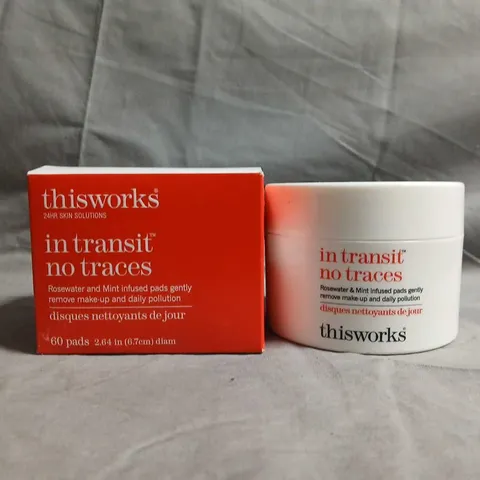 thisworks®
24HR SKIN SOLUTIONS
in transit™
no traces
Rosewater and Mint infused pads gently
remove make-up and daily pollution
disques nettoyants de jour
60 pads 2.64 in (6.7cm) diam
in transit™
no traces
Rosewater & Mint infused pads gently
remove make-up and daily pollution
disques nettoyants de jour
thisworks®